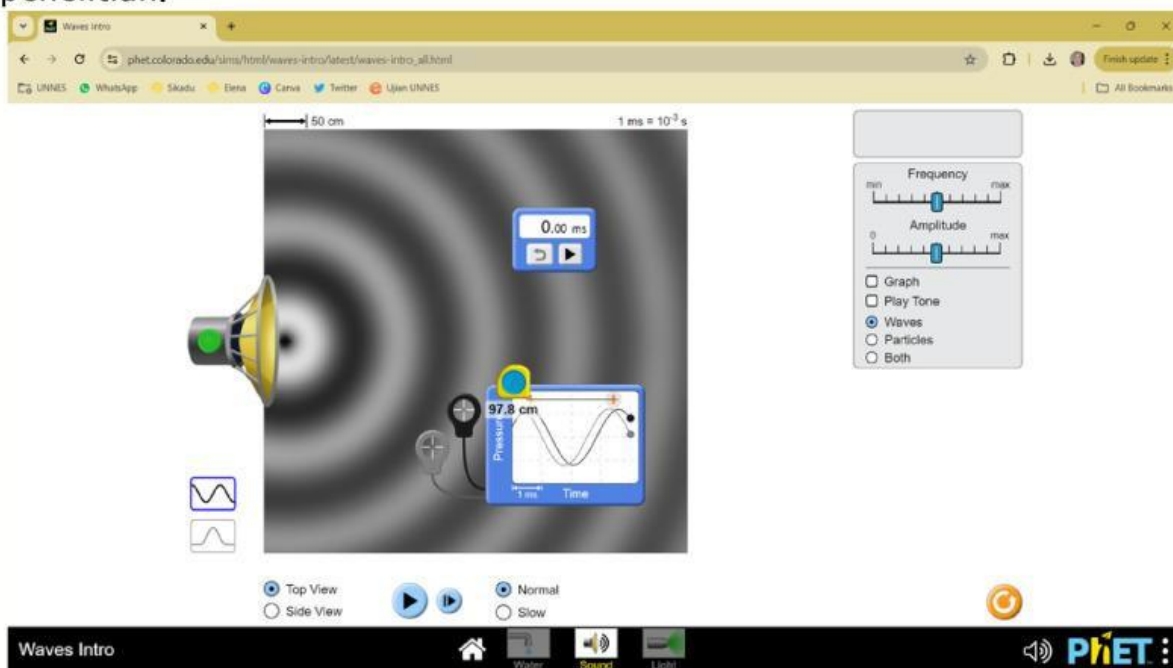 Waves Intro
phet.colorado.edu/sims/html/waves-intro/latest/waves-intro_all.html
Finish update
UNNES WhatsApp Sikadu Elena Canva Twitter Ujian UNNES
All Bookmarks
50 cm
1 ms = 10⁻³ s
0.00 ms
97.8 cm
Pressure
1 ms
Time
Frequency
min max
Amplitude
0 max
Graph
Play Tone
Waves
Particles
Both
Top View
Side View
Normal
Slow
Waves Intro
Water Sound Light
PhET